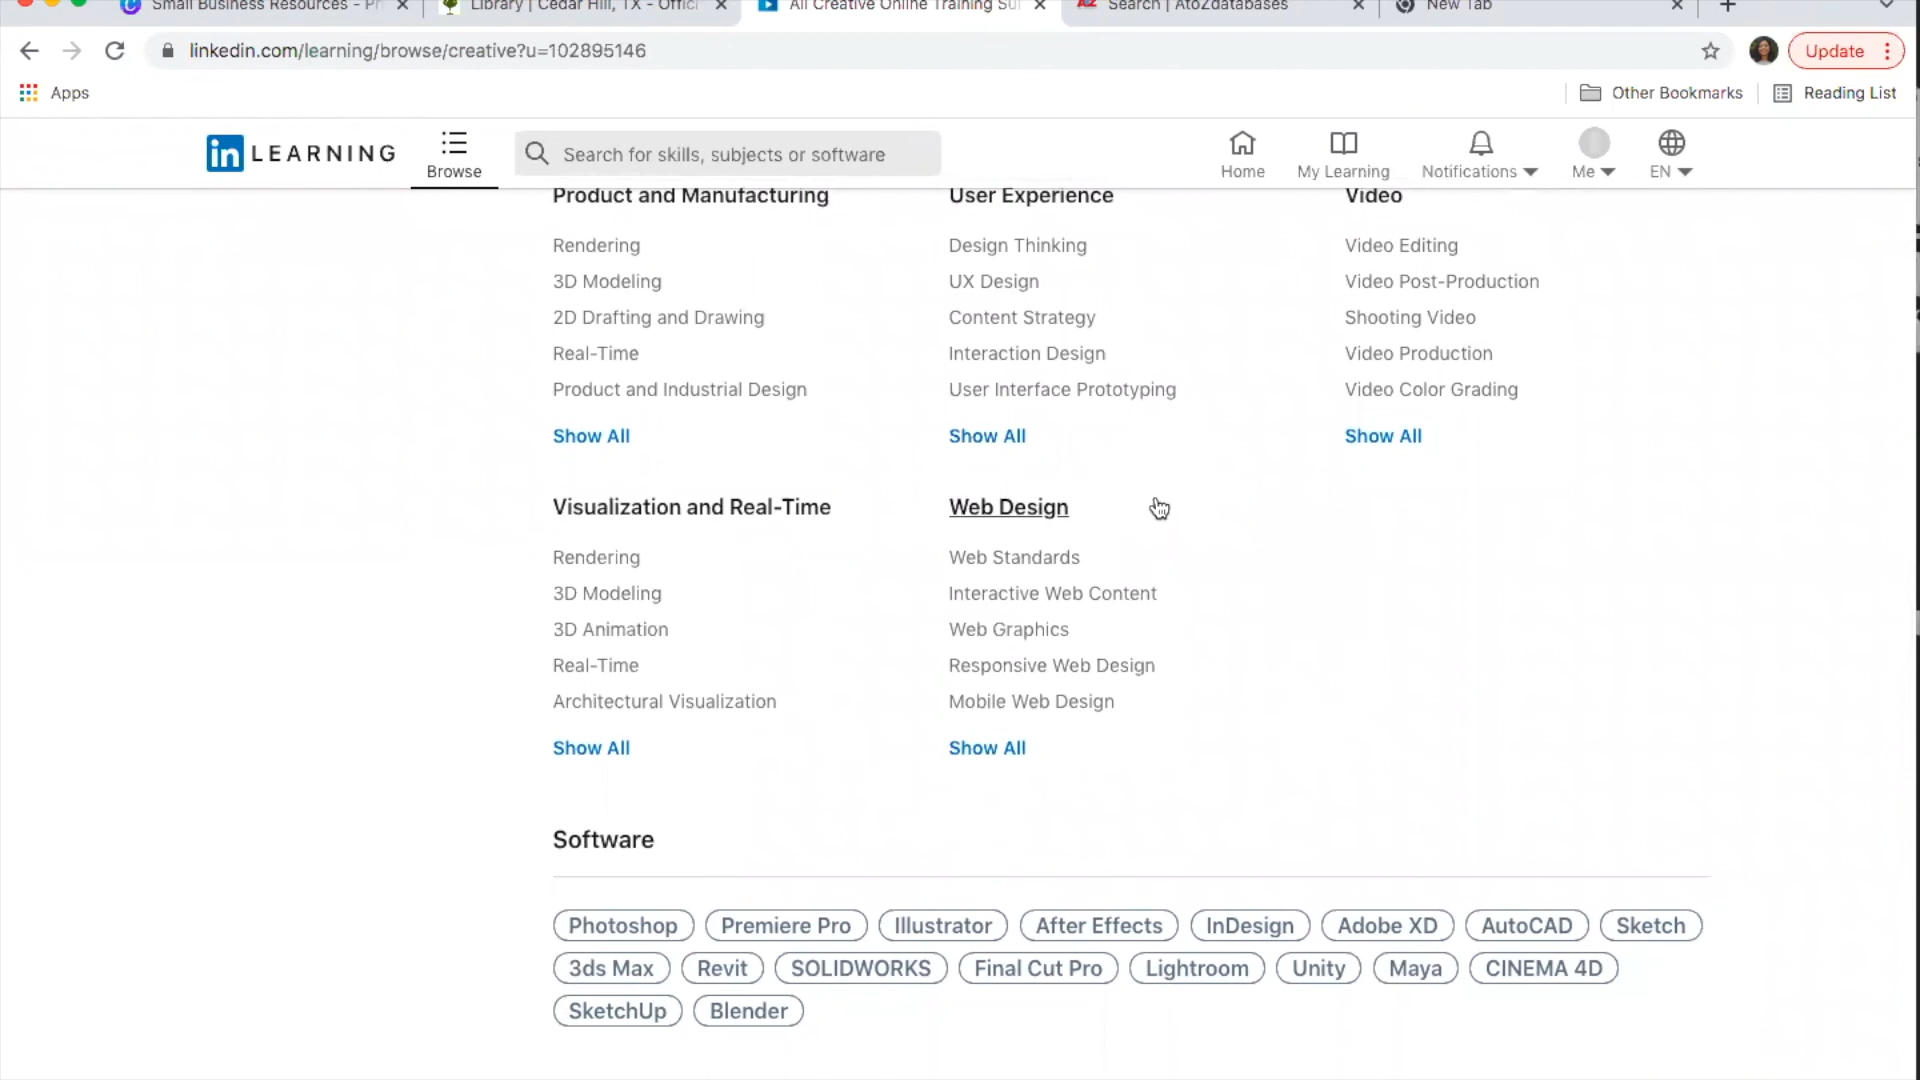 Small Business Resources - Pr
Library | Cedar Hill, TX - Offici
All Creative Online Training Su
Search | AtoZdatabases
New Tab
linkedin.com/learning/browse/creative?u=102895146
Update
Apps
Other Bookmarks
Reading List
in LEARNING
Browse
Search for skills, subjects or software
Home
My Learning
Notifications
Me
EN
Product and Manufacturing
Rendering
3D Modeling
2D Drafting and Drawing
Real-Time
Product and Industrial Design
Show All
User Experience
Design Thinking
UX Design
Content Strategy
Interaction Design
User Interface Prototyping
Show All
Video
Video Editing
Video Post-Production
Shooting Video
Video Production
Video Color Grading
Show All
Visualization and Real-Time
Rendering
3D Modeling
3D Animation
Real-Time
Architectural Visualization
Show All
Web Design
Web Standards
Interactive Web Content
Web Graphics
Responsive Web Design
Mobile Web Design
Show All
Software
Photoshop Premiere Pro Illustrator After Effects InDesign Adobe XD AutoCAD Sketch
3ds Max Revit SOLIDWORKS Final Cut Pro Lightroom Unity Maya CINEMA 4D
SketchUp Blender